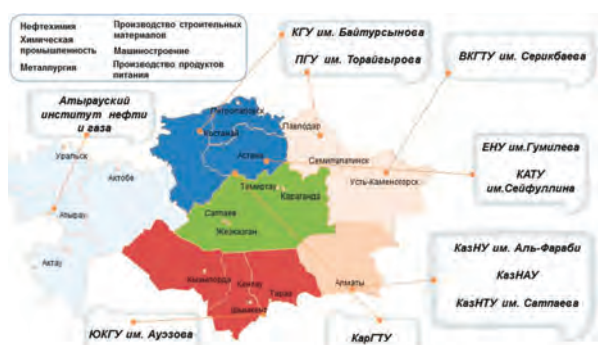 Нефтехимия
Химическая
промышленность
Металлургия
Производство строительных
материалов
Машиностроение
Производство продуктов
питания
КГУ им. Байтурсынова
ПГУ им. Торайгырова
ВКГТУ им. Серикбаева
Атырауский
институт нефти
и газа
Петропавловск
Костанай
Павлодар
Астана
Семипалатинск
Уральск
Актобе
Темиртау
Караганда
Усть-Каменогорск
ЕНУ им.Гумилева
КАТУ
им.Сейфуллина
Атырау
Сатпаев
Жезказган
Актау
КазНУ им. Аль-Фараби
КазНАУ
КазНТУ им. Сатпаева
Кызылорда
Кентау
Тараз
Алматы
Шымкент
ЮКГУ им. Ауэзова
КарГТУ